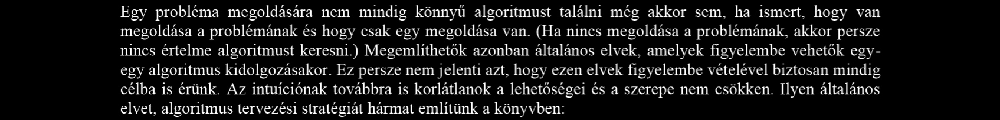 Egy probléma megoldására nem mindig könnyű algoritmust találni még akkor sem, ha ismert, hogy van
megoldása a problémának és hogy csak egy megoldása van. (Ha nincs megoldása a problémának, akkor persze
nincs értelme algoritmust keresni.) Megemlíthetők azonban általános elvek, amelyek figyelembe vehetők egy-
egy algoritmus kidolgozásakor. Ez persze nem jelenti azt, hogy ezen elvek figyelembe vételével biztosan mindig
célba is érünk. Az intuíciónak továbbra is korlátlanok a lehetőségei és a szerepe nem csökken. Ilyen általános
elvet, algoritmus tervezési stratégiát hármat említünk a könyvben: